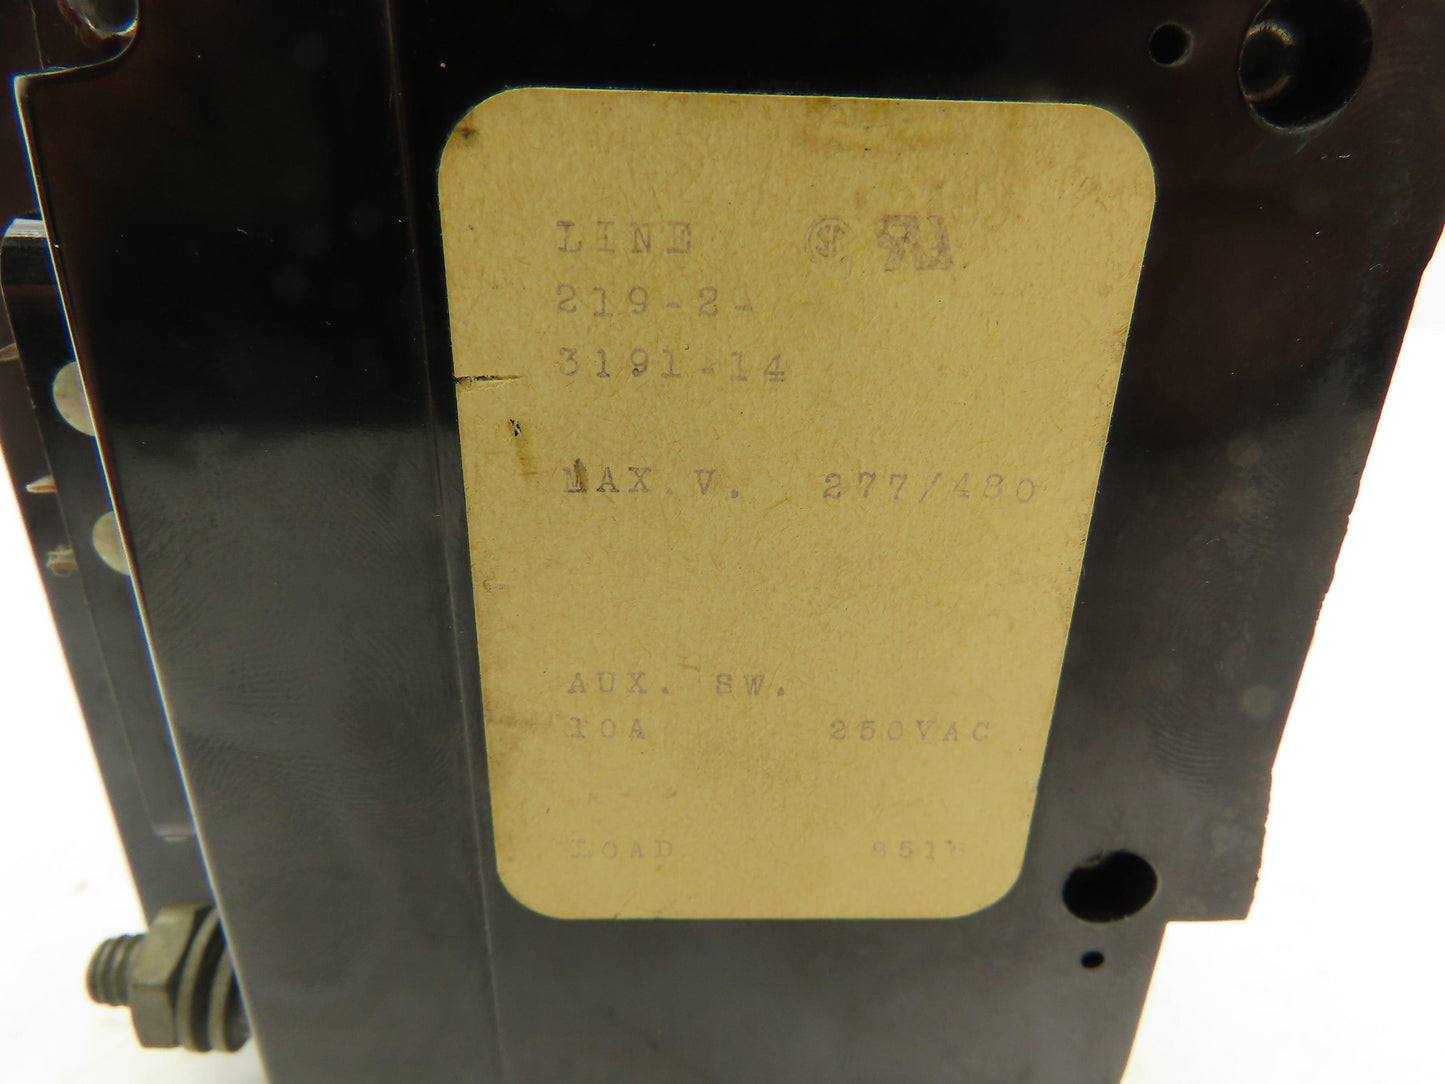 LINE
219-2-
3191-14
MAX.V. 277/480
AUX. SW.
10A 250VAC
LOAD